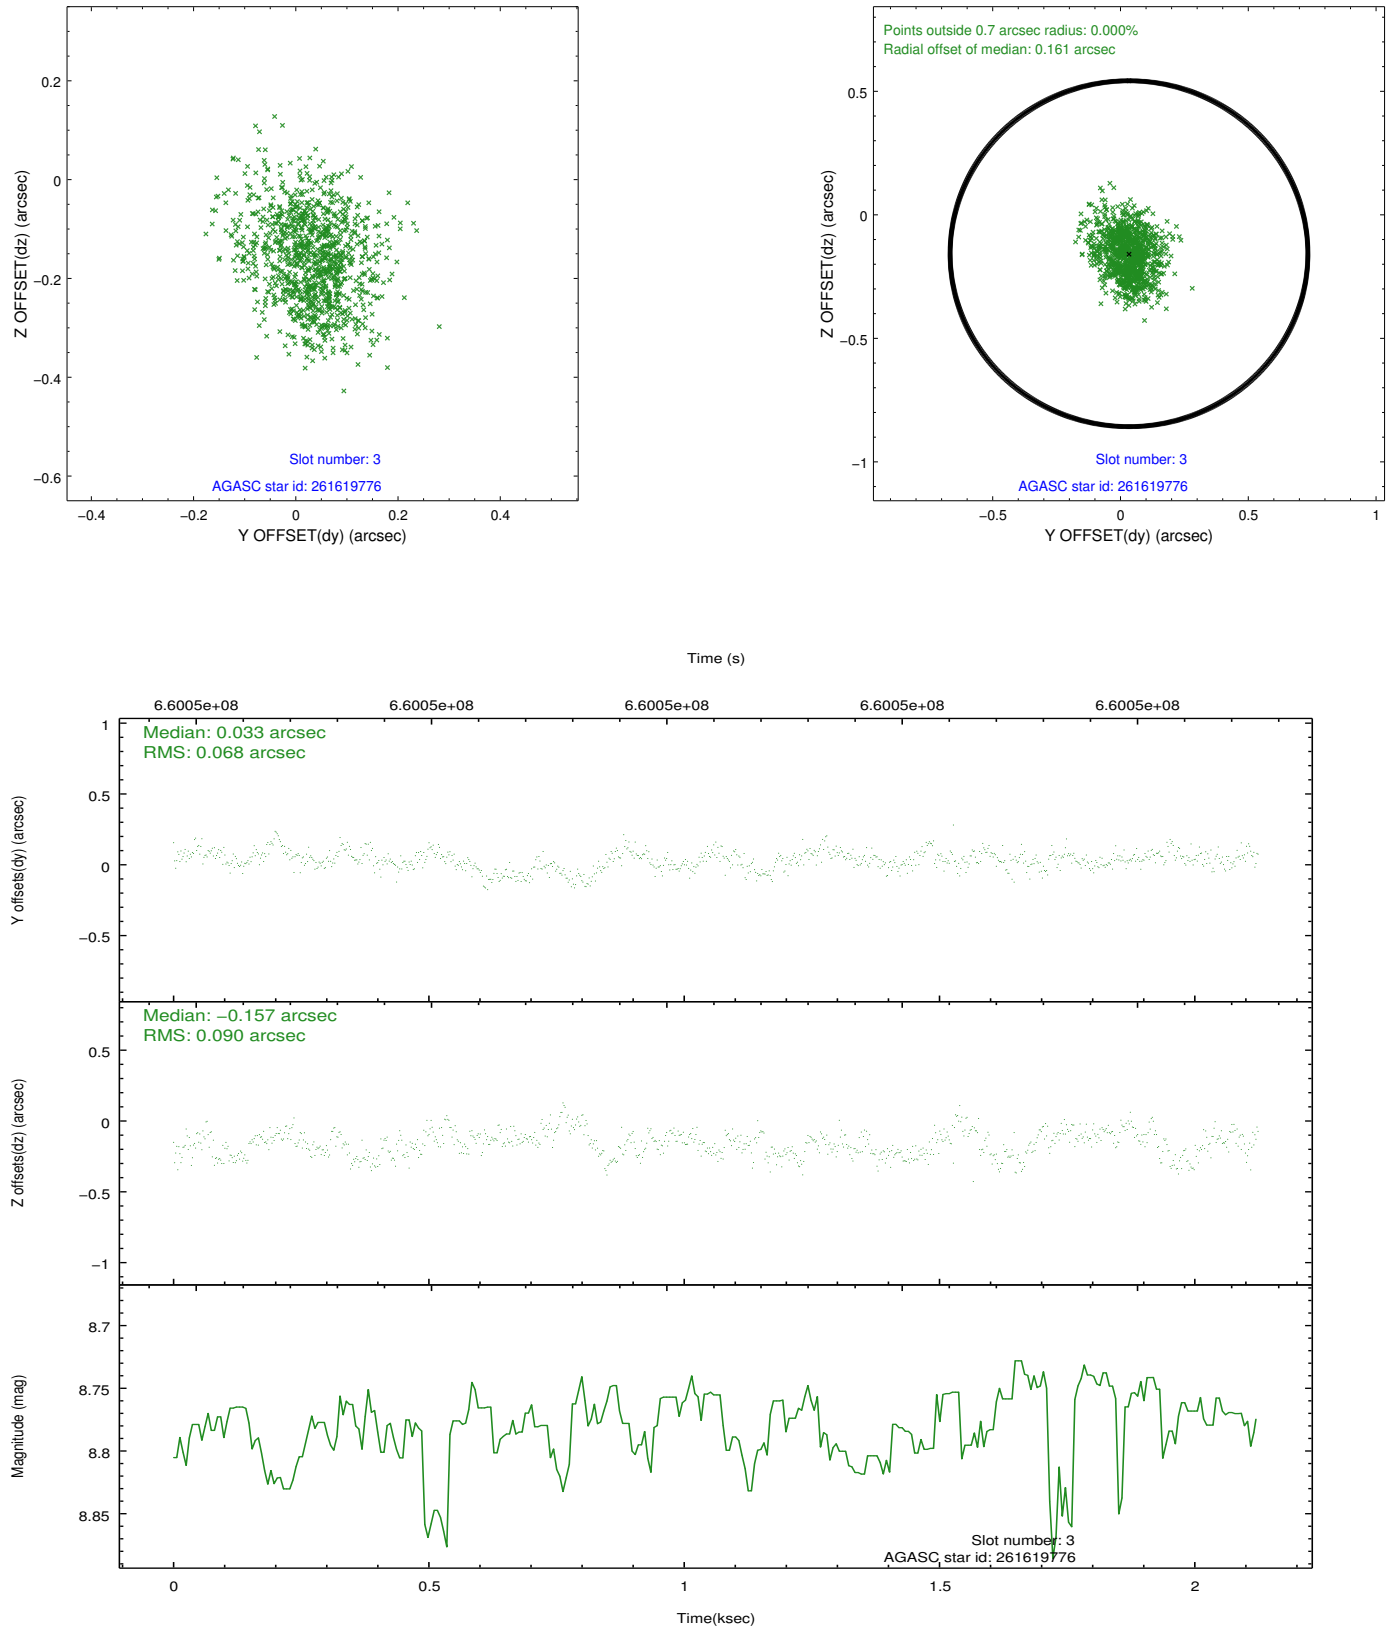 0.2
0
−0.2
−0.4
−0.6
Z OFFSET(dz) (arcsec)
Slot number: 3
AGASC star id: 261619776
−0.4
−0.2
0
0.2
0.4
Y OFFSET(dy) (arcsec)
Points outside 0.7 arcsec radius: 0.000%
Radial offset of median: 0.161 arcsec
0.5
0
−0.5
−1
Z OFFSET(dz) (arcsec)
Slot number: 3
AGASC star id: 261619776
−0.5
0
0.5
1
Y OFFSET(dy) (arcsec)
Time (s)
6.6005e+08
6.6005e+08
6.6005e+08
6.6005e+08
6.6005e+08
Median: 0.033 arcsec
RMS: 0.068 arcsec
1
0.5
0
−0.5
Y offsets(dy) (arcsec)
Median: −0.157 arcsec
RMS: 0.090 arcsec
0.5
0
−0.5
−1
Z offsets(dz) (arcsec)
8.7
8.75
8.8
8.85
Magnitude (mag)
Slot number: 3
AGASC star id: 261619776
0
0.5
1
1.5
2
Time(ksec)